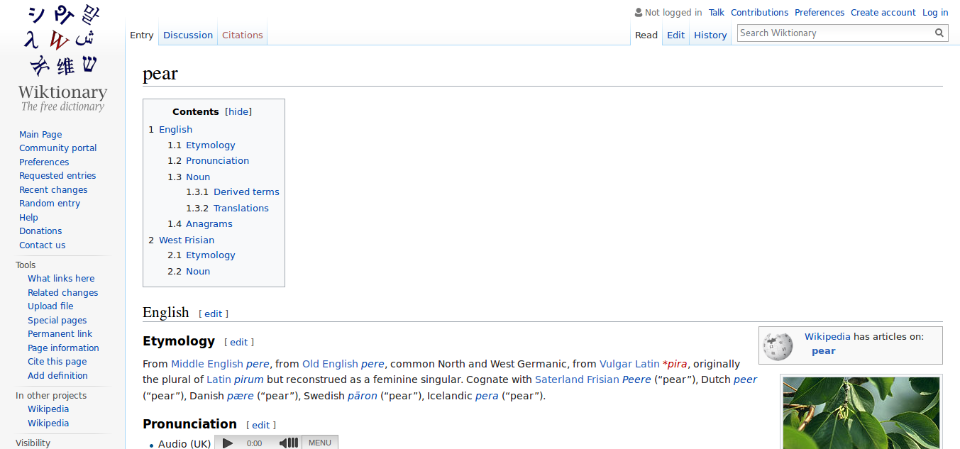 Not logged in Talk Contributions Preferences Create account Log in
Entry Discussion Citations Read Edit History Search Wiktionary
シ Ре 말
λ W ش
维 ש
Wiktionary
The free dictionary
Main Page
Community portal
Preferences
Requested entries
Recent changes
Random entry
Help
Donations
Contact us
Tools
What links here
Related changes
Upload file
Special pages
Permanent link
Page information
Cite this page
Add definition
In other projects
Wikipedia
Wikipedia
Visibility
pear
Contents [hide]
1 English
1.1 Etymology
1.2 Pronunciation
1.3 Noun
1.3.1 Derived terms
1.3.2 Translations
1.4 Anagrams
2 West Frisian
2.1 Etymology
2.2 Noun
English [ edit ]
Wikipedia has articles on:
pear
Etymology [ edit ]
From Middle English pere, from Old English pere, common North and West Germanic, from Vulgar Latin *pira, originally
the plural of Latin pirum but reconstrued as a feminine singular. Cognate with Saterland Frisian Peere (“pear”), Dutch peer
(“pear”), Danish pære (“pear”), Swedish päron (“pear”), Icelandic pera (“pear”).
Pronunciation [ edit ]
• Audio (UK) 0:00 MENU